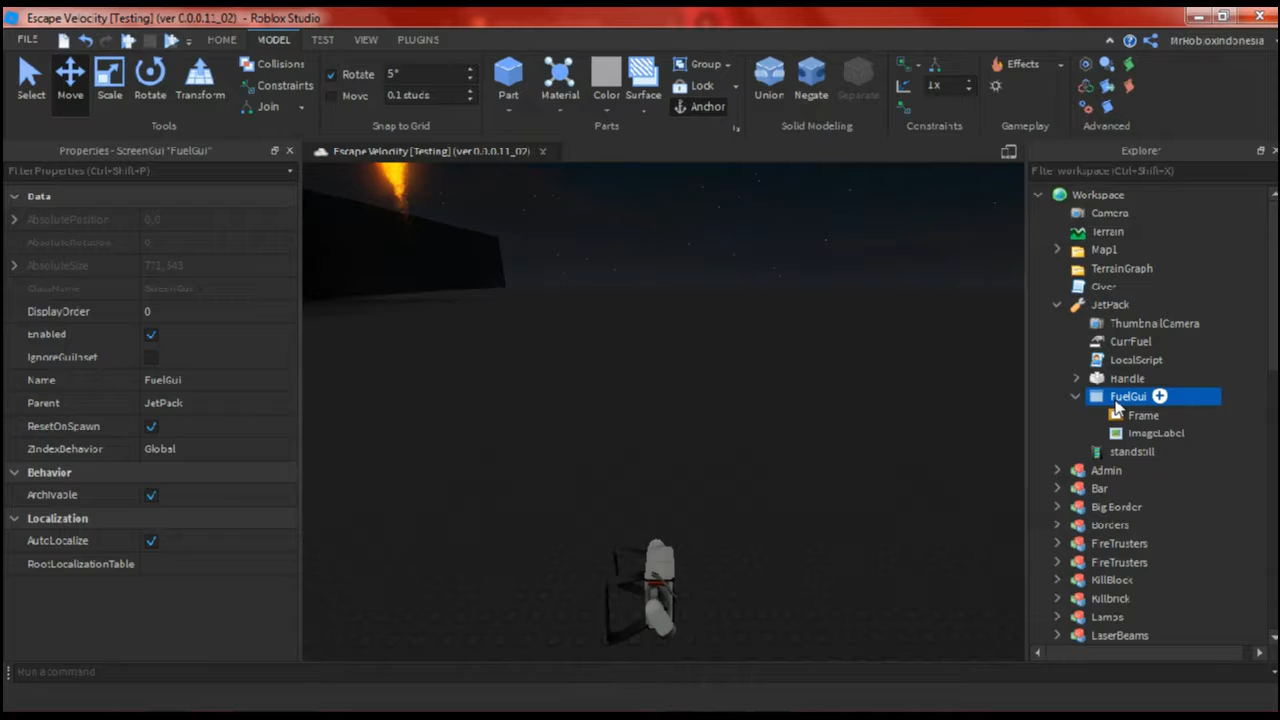 Escape Velocity [Testing] (ver 0.0.0.11_02) - Roblox Studio
FILE HOME MODEL TEST VIEW PLUGINS MrHobloxIndonesia
Select Move Scale Rotate Transform
Collisions
Constraints
Join
Tools
Rotate 5°
Move 0.1 studs
Snap to Grid
Part Material Color Surface
Group
Lock
Anchor
Parts
Union Negate Separate
Solid Modeling
1x
Constraints
Effects
Gameplay
Advanced
Properties - ScreenGui "FuelGui"
Filter Properties (Ctrl+Shift+P)
Data
AbsolutePosition 0,0
AbsoluteRotation 0
AbsoluteSize 771,543
ClassName ScreenGui
DisplayOrder 0
Enabled
IgnoreGuiInset
Name FuelGui
Parent JetPack
ResetOnSpawn
ZIndexBehavior Global
Behavior
Archivable
Localization
AutoLocalize
RootLocalizationTable
Escape Velocity [Testing] (ver 0.0.0.11_02)
Explorer
Filter workspace (Ctrl+Shift+X)
Workspace
Camera
Terrain
Map1
TerrainGraph
Giver
JetPack
ThumbnailCamera
CurrFuel
LocalScript
Handle
FuelGui
Frame
ImageLabel
standstill
Admin
Bar
Big Border
Borders
FireTrusters
FireTrusters
KillBlock
Killbrick
Lamps
LaserBeams
Run a command